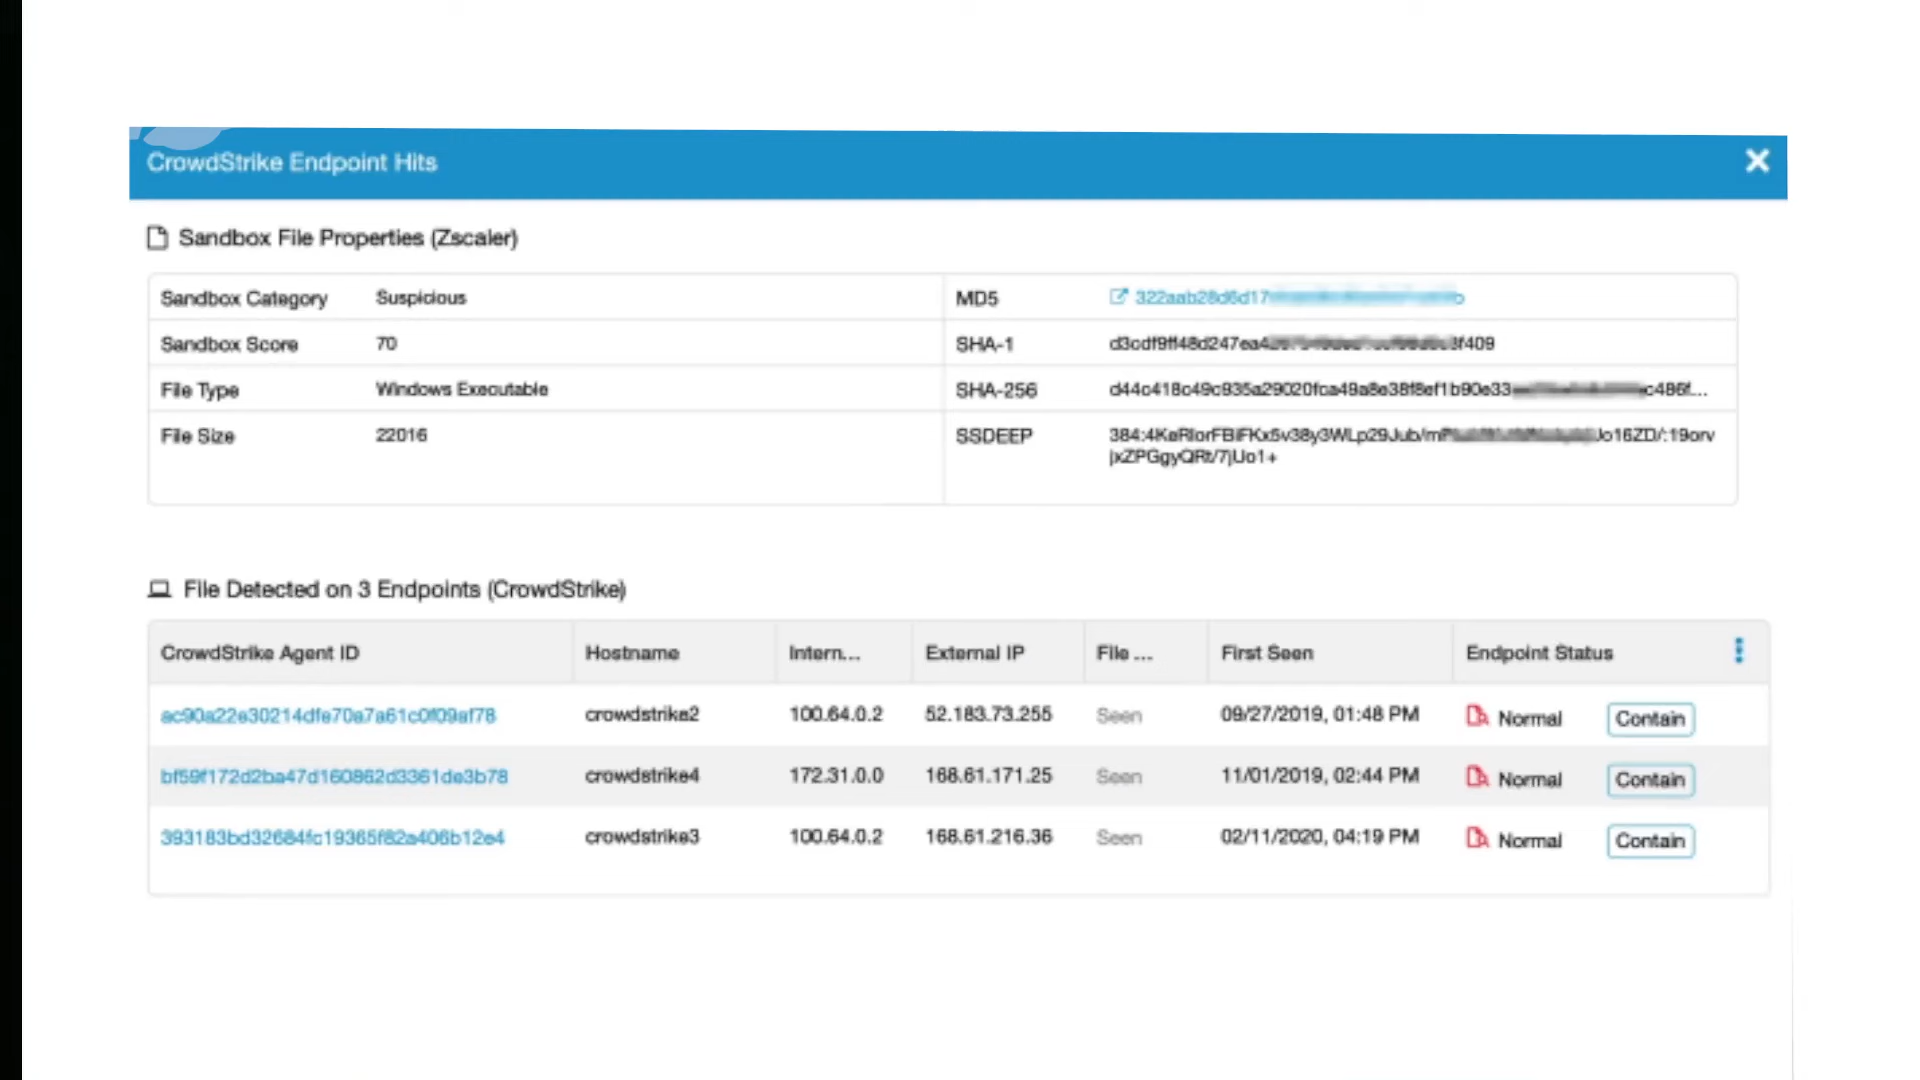 CrowdStrike Endpoint Hits
Sandbox File Properties (Zscaler)
Sandbox Category Suspicious MD5
Sandbox Score 70 SHA-1
File Type Windows Executable SHA-256
File Size 22016 SSDEEP
File Detected on 3 Endpoints (CrowdStrike)
CrowdStrike Agent ID Hostname Intern... External IP File ... First Seen Endpoint Status
ac90a22e30214dfe70a7a61c0f09af78 crowdstrike2 100.64.0.2 52.183.73.255 Seen 09/27/2019, 01:48 PM Normal Contain
bf59f172d2ba47d160862d3361de3b78 crowdstrike4 172.31.0.0 168.61.171.25 Seen 11/01/2019, 02:44 PM Normal Contain
393183bd32684fc19365f82a406b12e4 crowdstrike3 100.64.0.2 168.61.216.36 Seen 02/11/2020, 04:19 PM Normal Contain